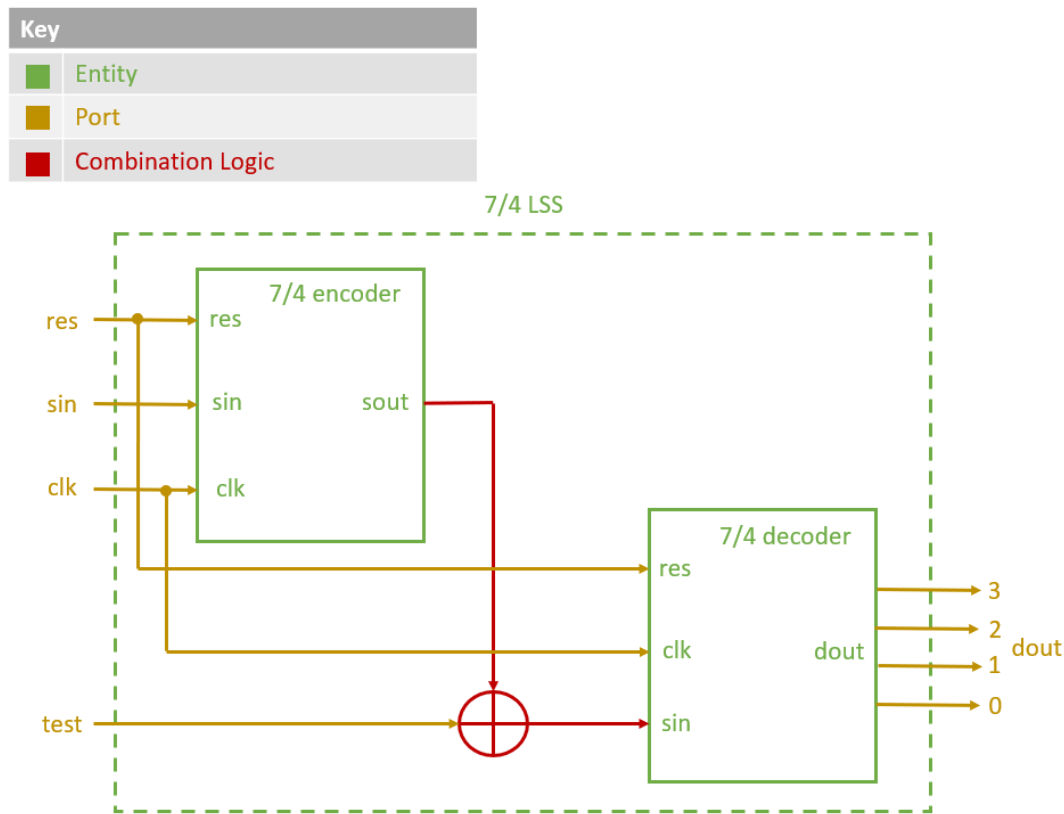 Key
Entity
Port
Combination Logic
7/4 LSS
7/4 encoder
res
res
sin
sin
sout
clk
clk
7/4 decoder
res
3
2
clk
dout
dout
1
0
test
sin